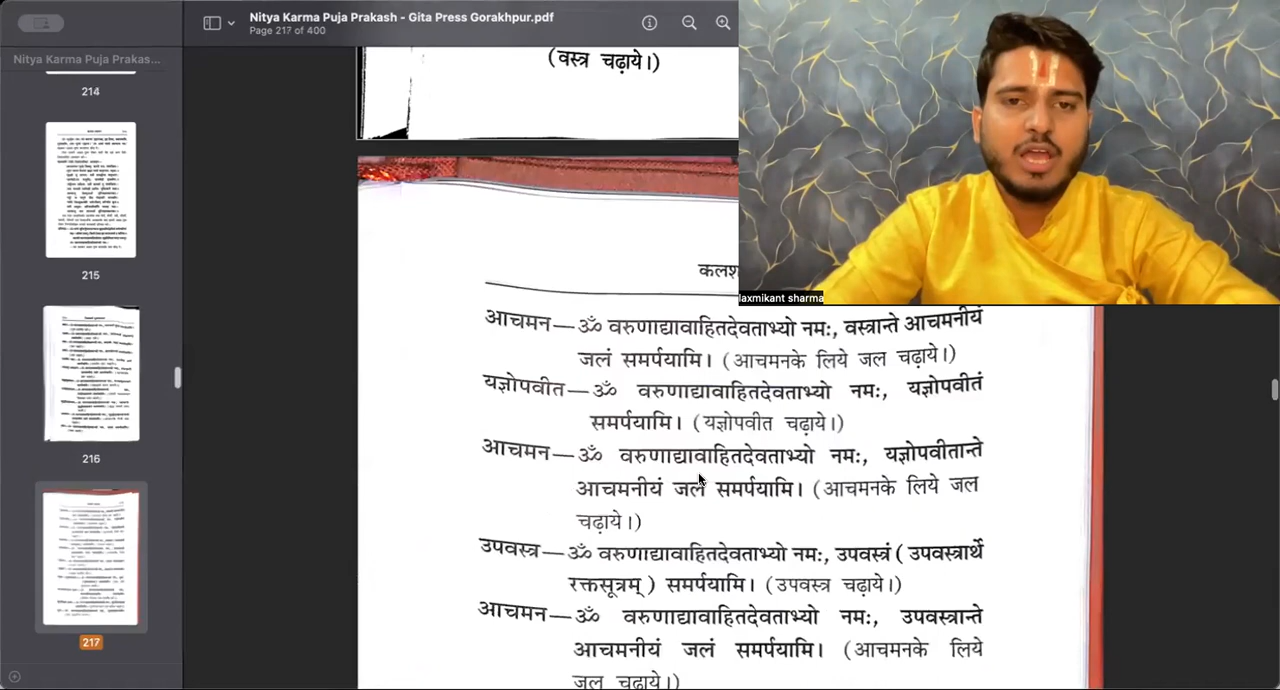 Nitya Karma Puja Prakash - Gita Press Gorakhpur.pdf
Page 217 of 400
Nitya Karma Puja Prakas...
214
215
216
217
(वस्त्र चढ़ाये।)
laxmikant sharma
कलश
आचमन—ॐ वरुणाद्यावाहितदेवताभ्यो नमः, वस्त्रान्ते आचमनीयं
जलं समर्पयामि। (आचमनके लिये जल चढ़ाये।)
यज्ञोपवीत—ॐ वरुणाद्यावाहितदेवताभ्यो नमः, यज्ञोपवीतं
समर्पयामि। (यज्ञोपवीत चढ़ाये।)
आचमन—ॐ वरुणाद्यावाहितदेवताभ्यो नमः, यज्ञोपवीतान्ते
आचमनीयं जलं समर्पयामि। (आचमनके लिये जल
चढ़ाये।)
उपवस्त्र—ॐ वरुणाद्यावाहितदेवताभ्यो नमः, उपवस्त्रं (उपवस्त्रार्थे
रक्तसूत्रम्) समर्पयामि। (उपवस्त्र चढ़ाये।)
आचमन—ॐ वरुणाद्यावाहितदेवताभ्यो नमः, उपवस्त्रान्ते
आचमनीयं जलं समर्पयामि। (आचमनके लिये
जल चढ़ाये।)